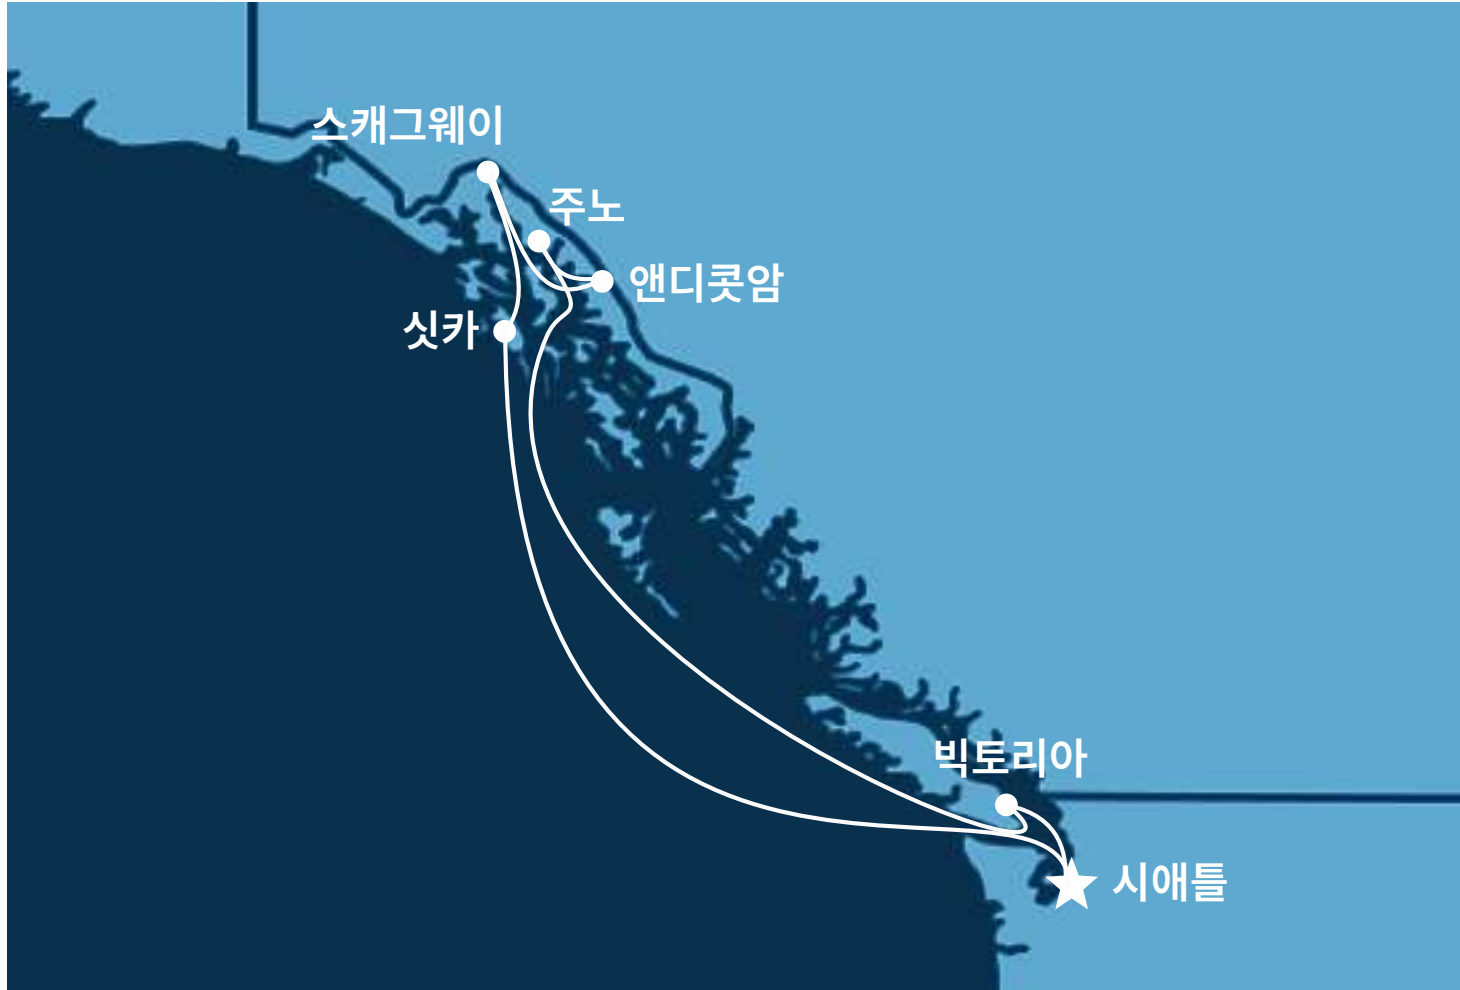 스캐그웨이
주노
앤디콧암
싯카
빅토리아
시애틀